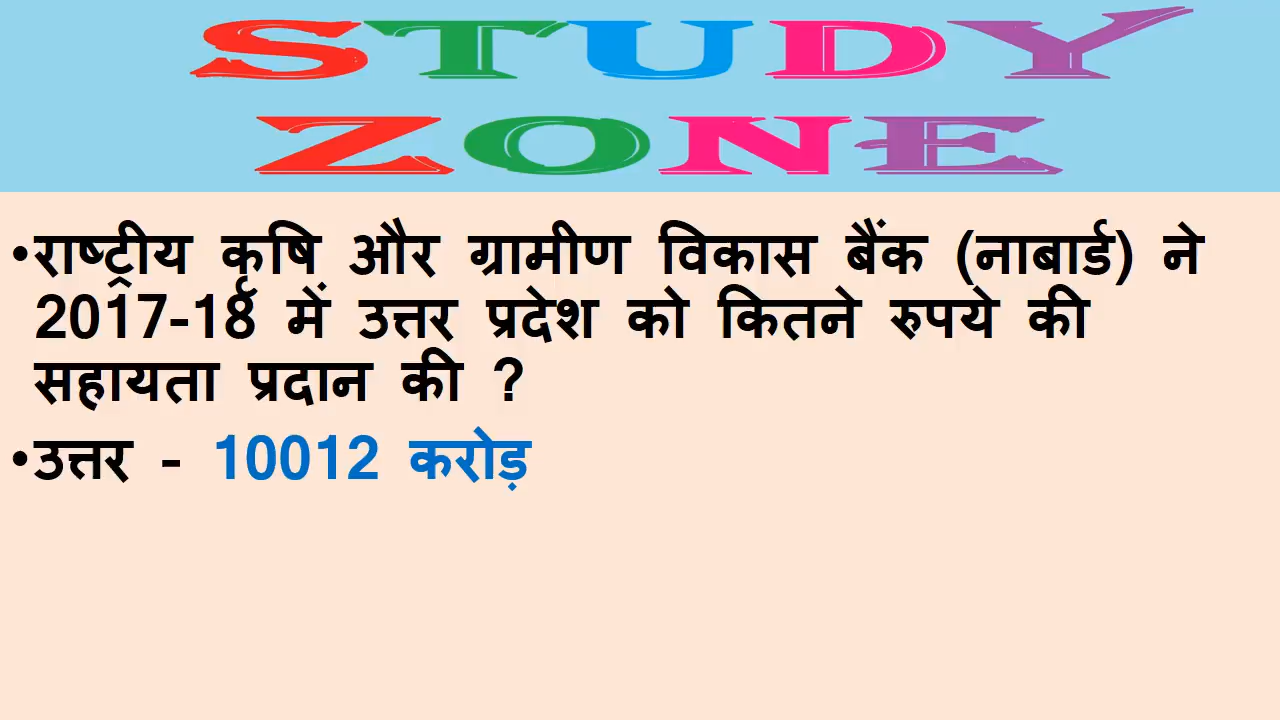 STUDY
ZONE
•राष्ट्रीय कृषि और ग्रामीण विकास बैंक (नाबार्ड) ने
2017-18 में उत्तर प्रदेश को कितने रुपये की
सहायता प्रदान की ?
•उत्तर - 10012 करोड़